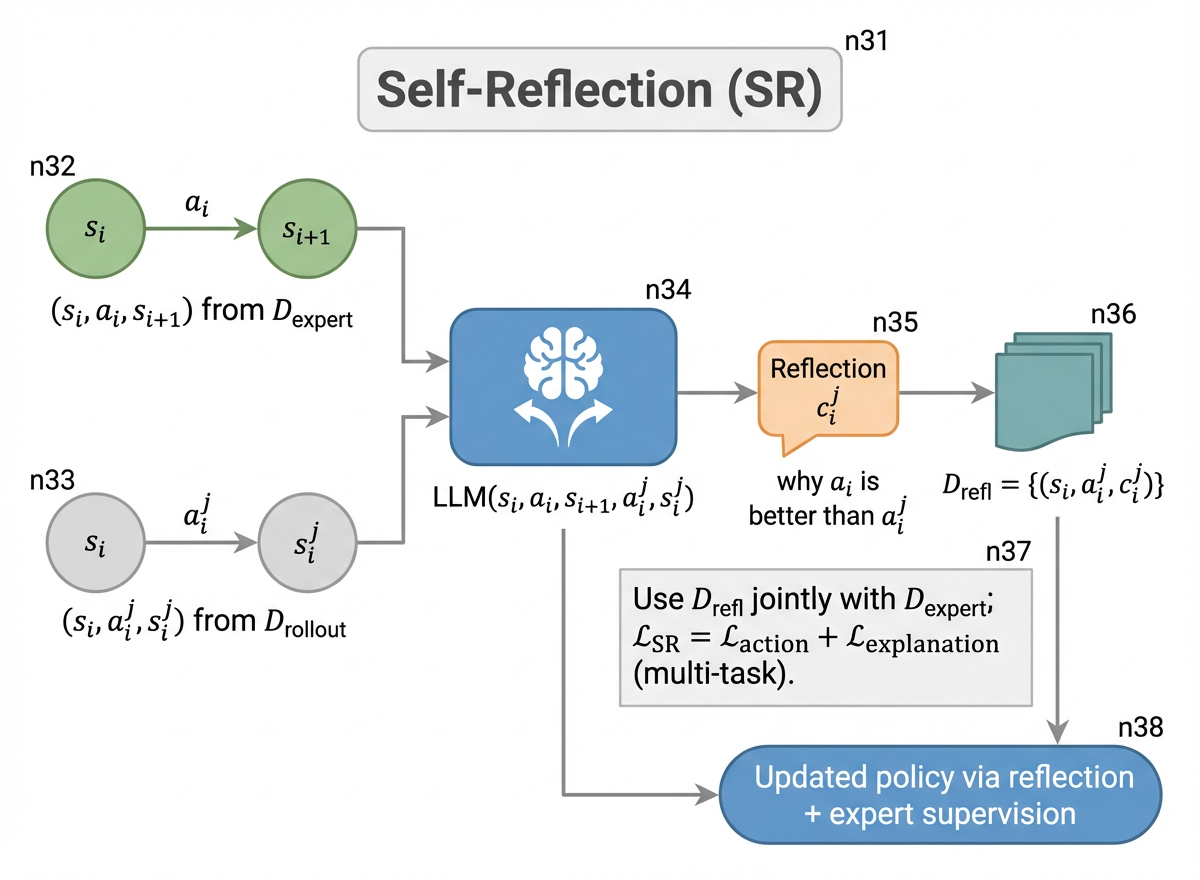 n31
Self-Reflection (SR)
n32
s_i
a_i
s_{i+1}
(s_i, a_i, s_{i+1}) from D_expert
n33
s_i
a_i^j
s_i^j
(s_i, a_i^j, s_i^j) from D_rollout
n34
LLM(s_i, a_i, s_{i+1}, a_i^j, s_i^j)
n35
Reflection
c_i^j
why a_i is
better than a_i^j
n36
D_refl = {(s_i, a_i^j, c_i^j)}
n37
Use D_refl jointly with D_expert;
ℒ_SR = ℒ_action + ℒ_explanation
(multi-task).
n38
Updated policy via reflection
+ expert supervision